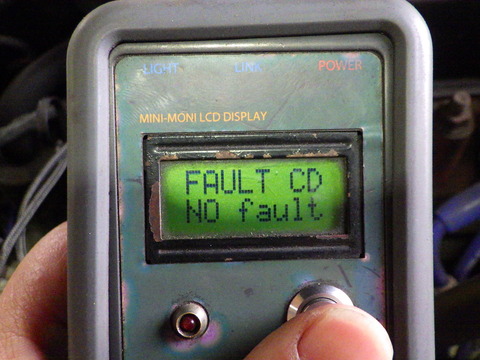 LIGHT LINK POWER
MINI-MONI LCD DISPLAY
FAULT CD
NO fault